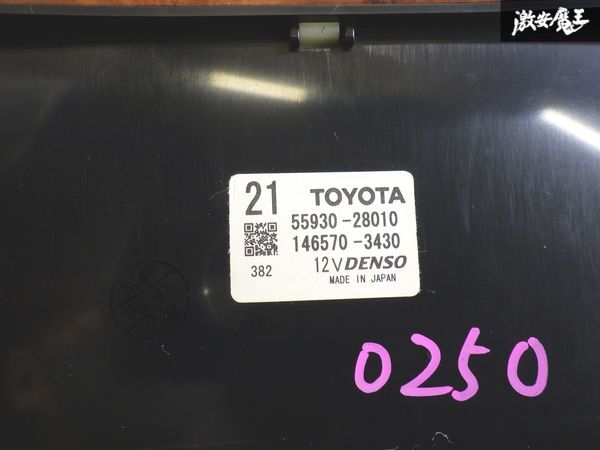 激安魔王
21 TOYOTA
55930-28010
146570-3430
382 12V DENSO
MADE IN JAPAN
0250